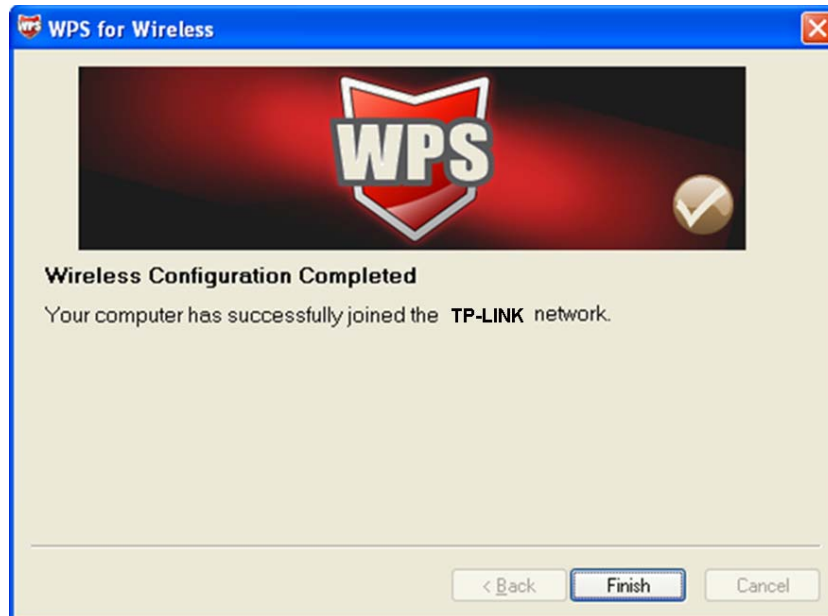 WPS for Wireless
WPS
Wireless Configuration Completed
Your computer has successfully joined the TP-LINK network.
< Back Finish Cancel